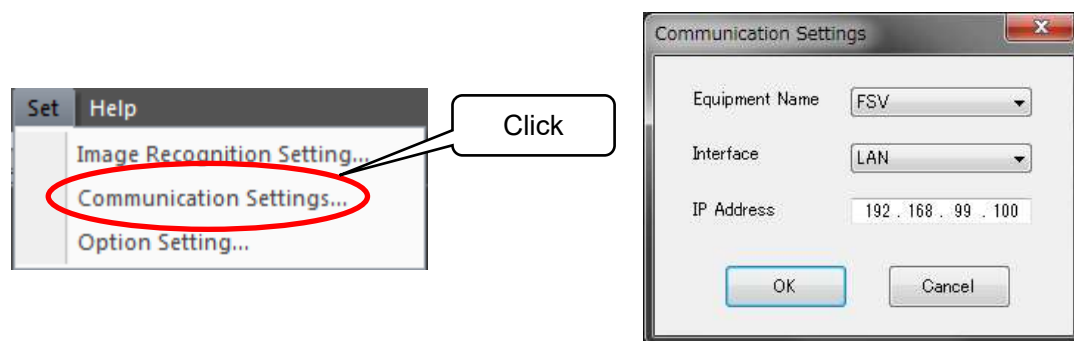 Set Help
Image Recognition Setting...
Communication Settings...
Option Setting...
Click
Communication Settings
Equipment Name FSV
Interface LAN
IP Address 192 . 168 . 99 . 100
OK Cancel